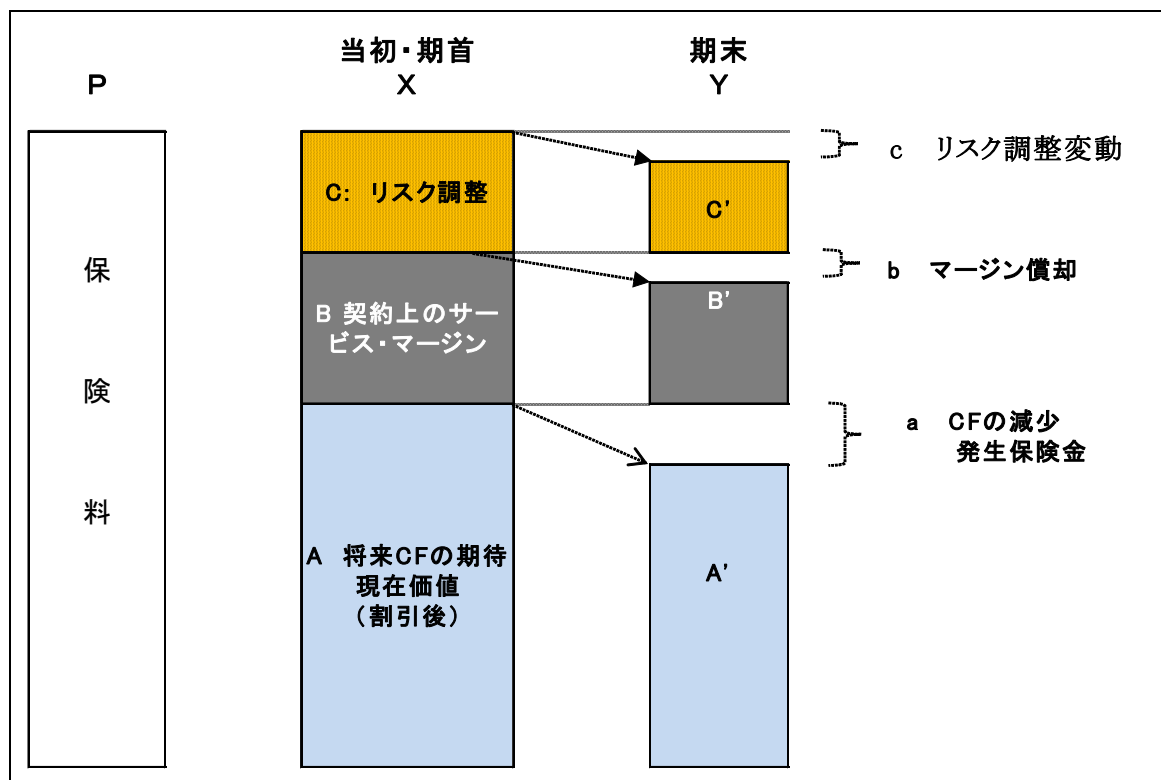 P
当初・期首
X
期末
Y
保
険
料
C: リスク調整
B 契約上のサー
ビス・マージン
A 将来CFの期待
現在価値
（割引後）
C'
B'
A'
c リスク調整変動
b マージン償却
a CFの減少
発生保険金